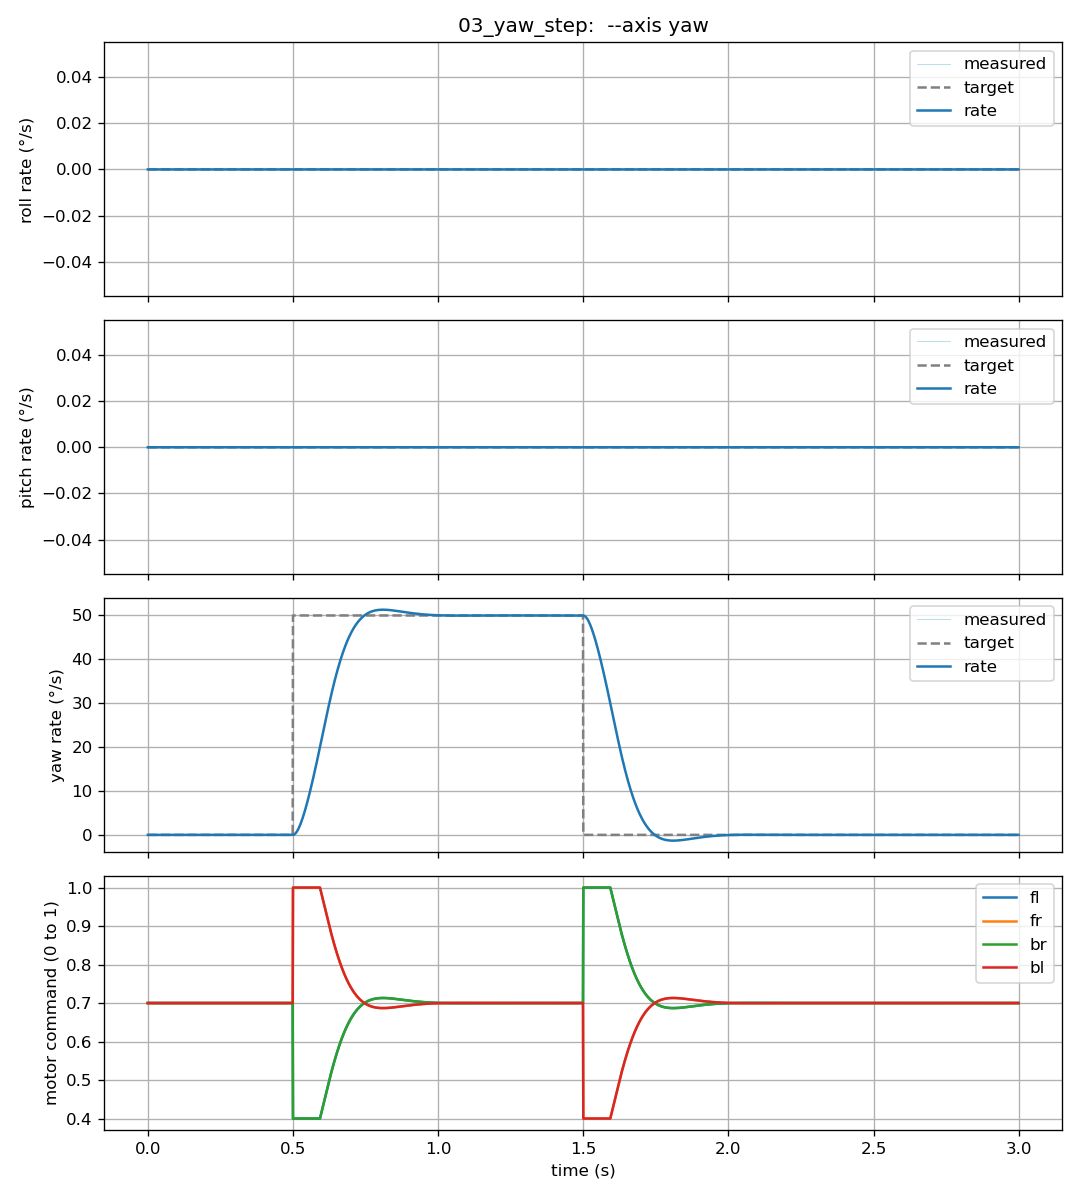 03_yaw_step:  --axis yaw
roll rate (°/s)
0.04
0.02
0.00
−0.02
−0.04
measured
target
rate
pitch rate (°/s)
0.04
0.02
0.00
−0.02
−0.04
measured
target
rate
yaw rate (°/s)
50
40
30
20
10
0
measured
target
rate
motor command (0 to 1)
1.0
0.9
0.8
0.7
0.6
0.5
0.4
fl
fr
br
bl
0.0 0.5 1.0 1.5 2.0 2.5 3.0
time (s)